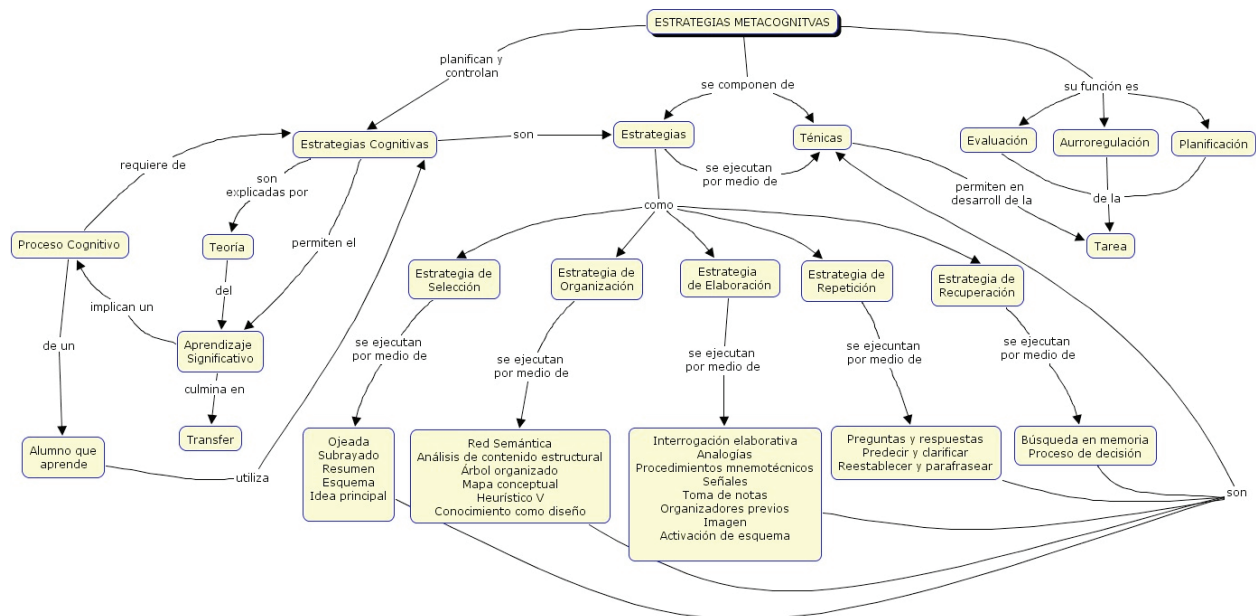 ESTRATEGIAS METACOGNITVAS
planifican y
controlan
se componen de
su función es
Estrategias Cognitivas
son
Estrategias
Ténicas
Evaluación
Aurroregulación
Planificación
requiere de
son
explicadas por
se ejecutan
por medio de
permiten en
desarroll de la
de la
como
Proceso Cognitivo
Teoría
permiten el
Tarea
Estrategia de
Selección
Estrategia de
Organización
Estrategia
de Elaboración
Estrategia de
Repetición
Estrategia de
Recuperación
implican un
del
de un
Aprendizaje
Significativo
se ejecutan
por medio de
se ejecutan
por medio de
se ejecutan
por medio de
se ejecuntan
por medio de
se ejecutan
por medio de
culmina en
Transfer
Alumno que
aprende
utiliza
Ojeada
Subrayado
Resumen
Esquema
Idea principal
Red Semántica
Análisis de contenido estructural
Árbol organizado
Mapa conceptual
Heurístico V
Conocimiento como diseño
Interrogación elaborativa
Analogías
Procedimientos mnemotécnicos
Señales
Toma de notas
Organizadores previos
Imagen
Activación de esquema
Preguntas y respuestas
Predecir y clarificar
Reestablecer y parafrasear
Búsqueda en memoria
Proceso de decisión
son